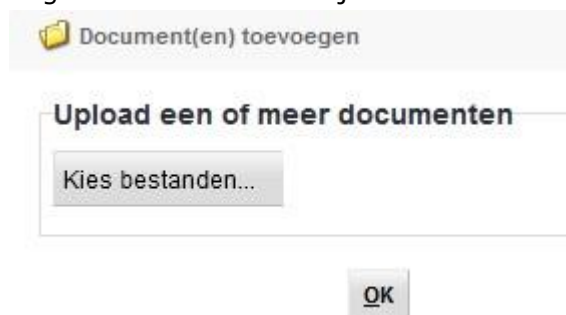 Document(en) toevoegen
Upload een of meer documenten
Kies bestanden...
OK